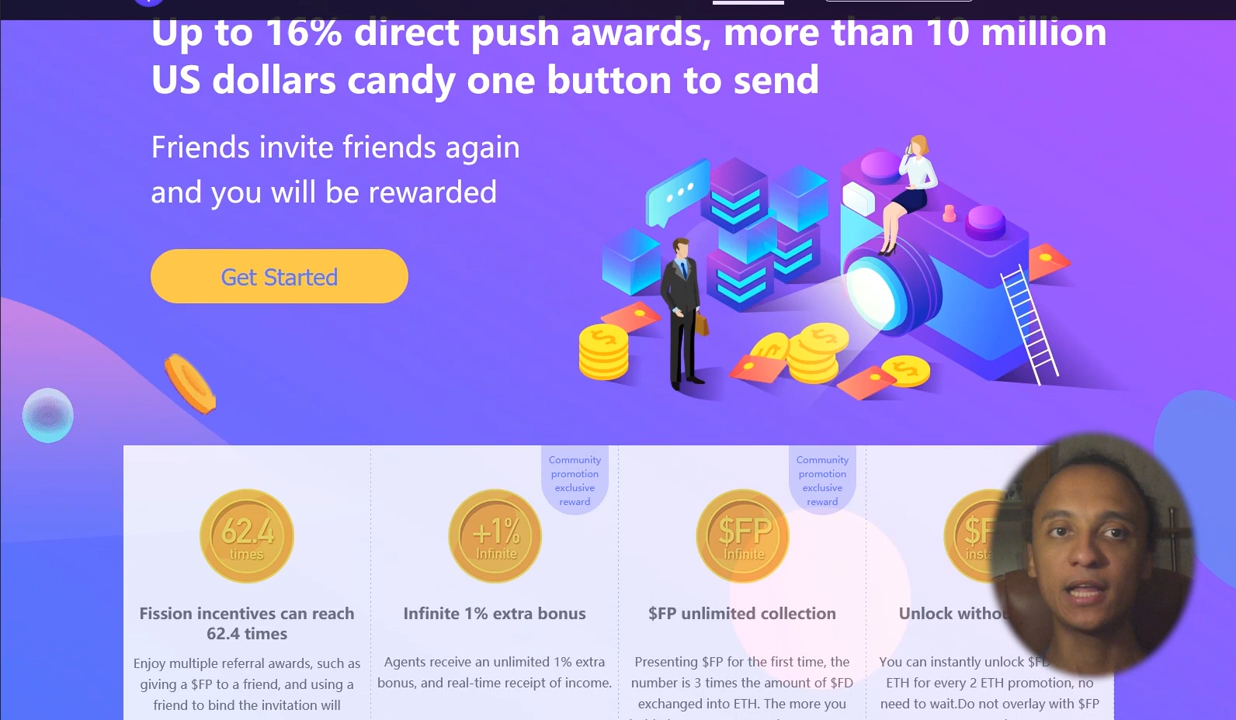 Up to 16% direct push awards, more than 10 million
US dollars candy one button to send
Friends invite friends again
and you will be rewarded
Get Started
Community
promotion
exclusive
reward
Community
promotion
exclusive
reward
62.4
times
+1%
Infinite
$FP
Infinite
Fission incentives can reach
62.4 times
Infinite 1% extra bonus
$FP unlimited collection
Unlock
Enjoy multiple referral awards, such as
giving a $FP to a friend, and using a
friend to bind the invitation will
Agents receive an unlimited 1% extra
bonus, and real-time receipt of income.
Presenting $FP for the first time, the
number is 3 times the amount of $FD
exchanged into ETH. The more you
You can instantly unlock
ETH for every 2 ETH promotion, no
need to wait.Do not overlay with $FP